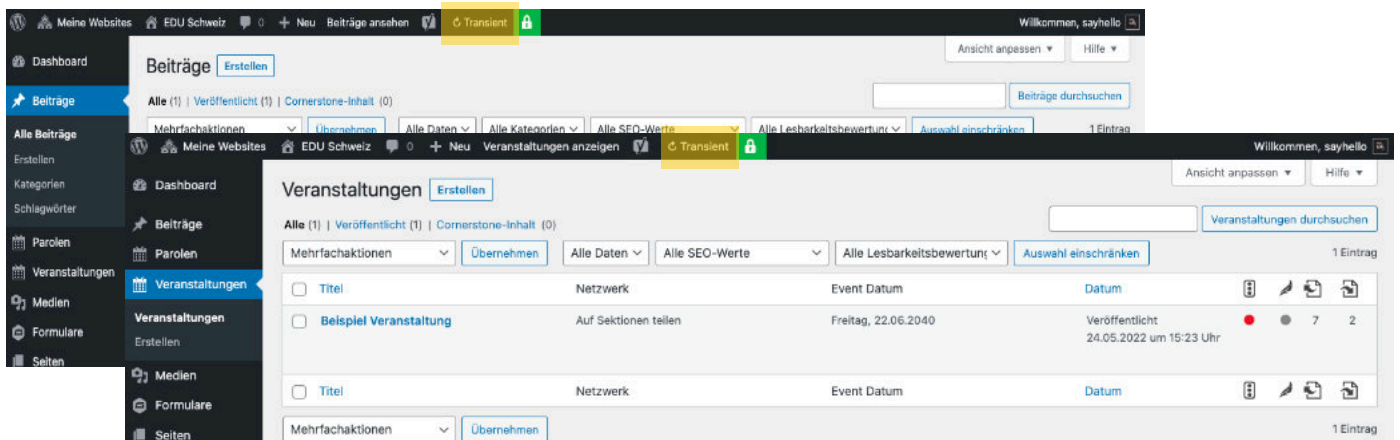 Meine Websites EDU Schweiz 0 + Neu Beiträge ansehen Transient Willkommen, sayhello
Ansicht anpassen Hilfe
Dashboard
Beiträge Erstellen
Beiträge
Alle (1) | Veröffentlicht (1) | Cornerstone-Inhalt (0)
Beiträge durchsuchen
Alle Beiträge
Mehrfachaktionen Übernehmen Alle Daten Alle Kategorien Alle SEO-Werte Alle Lesbarkeitsbewertung Auswahl einschränken 1 Eintrag
Erstellen
Kategorien
Schlagwörter
Parolen
Veranstaltungen
Medien
Formulare
Seiten
Meine Websites EDU Schweiz 0 + Neu Veranstaltungen anzeigen Transient Willkommen, sayhello
Ansicht anpassen Hilfe
Dashboard
Veranstaltungen Erstellen
Beiträge
Alle (1) | Veröffentlicht (1) | Cornerstone-Inhalt (0)
Veranstaltungen durchsuchen
Parolen
Mehrfachaktionen Übernehmen Alle Daten Alle SEO-Werte Alle Lesbarkeitsbewertung Auswahl einschränken 1 Eintrag
Veranstaltungen
Titel Netzwerk Event Datum Datum
Veranstaltungen
Beispiel Veranstaltung Auf Sektionen teilen Freitag, 22.06.2040 Veröffentlicht 7 2
24.05.2022 um 15:23 Uhr
Erstellen
Medien
Titel Netzwerk Event Datum Datum
Formulare
Seiten
Mehrfachaktionen Übernehmen 1 Eintrag